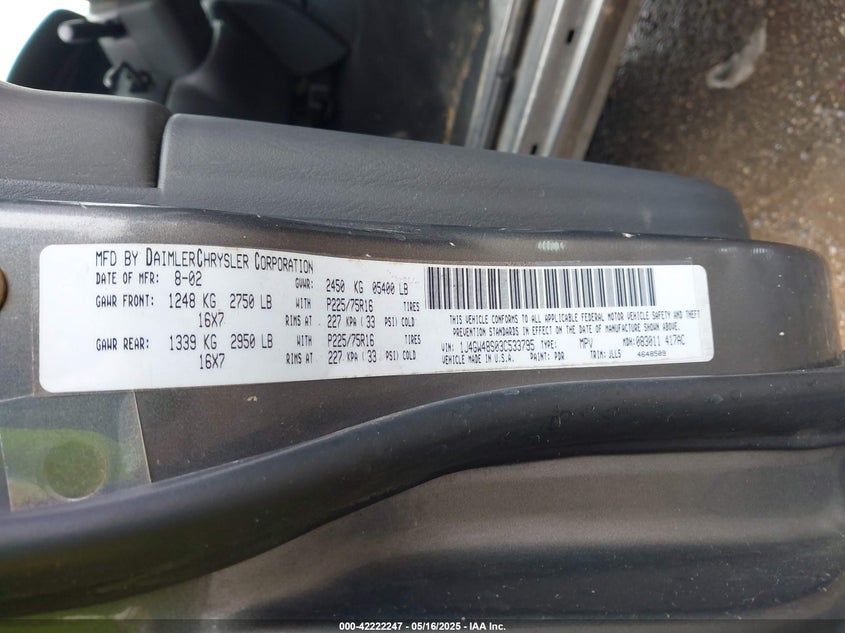 MFD BY DAIMLERCHRYSLER CORPORATION
DATE OF MFR: 8-02 GVWR: 2450 KG 05400 LB
GAWR FRONT: 1248 KG 2750 LB WITH P225/75R16 TIRES
16X7 RIMS AT 227 KPA ( 33 PSI) COLD
GAWR REAR: 1339 KG 2950 LB WITH P225/75R16 TIRES
16X7 RIMS AT 227 KPA ( 33 PSI) COLD
THIS VEHICLE CONFORMS TO ALL APPLICABLE FEDERAL MOTOR VEHICLE SAFETY AND THEFT
PREVENTION STANDARDS IN EFFECT ON THE DATE OF MANUFACTURE SHOWN ABOVE.
VIN: 1J4GW48S03C533795 TYPE: MPV MDH: 083011 417AC
VEHICLE MADE IN U.S.A. PAINT: PDR TRIM: JLL5 4648509
000-42222247 - 05/16/2025 - IAA Inc.